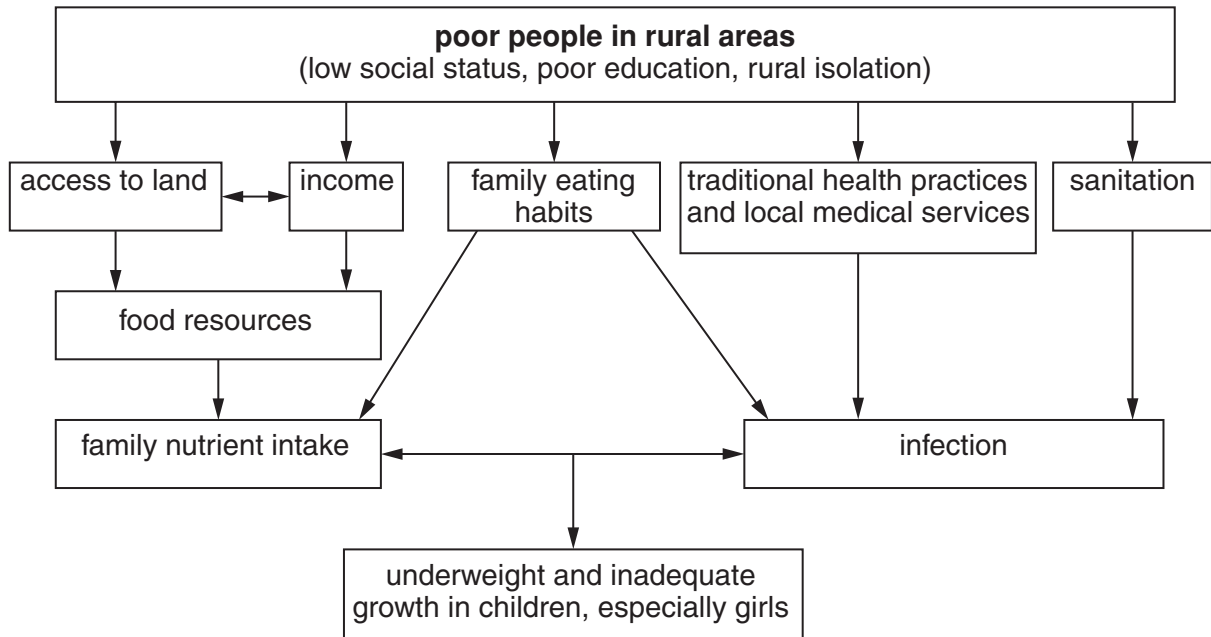 poor people in rural areas
(low social status, poor education, rural isolation)
access to land
income
family eating
habits
traditional health practices
and local medical services
sanitation
food resources
family nutrient intake
infection
underweight and inadequate
growth in children, especially girls